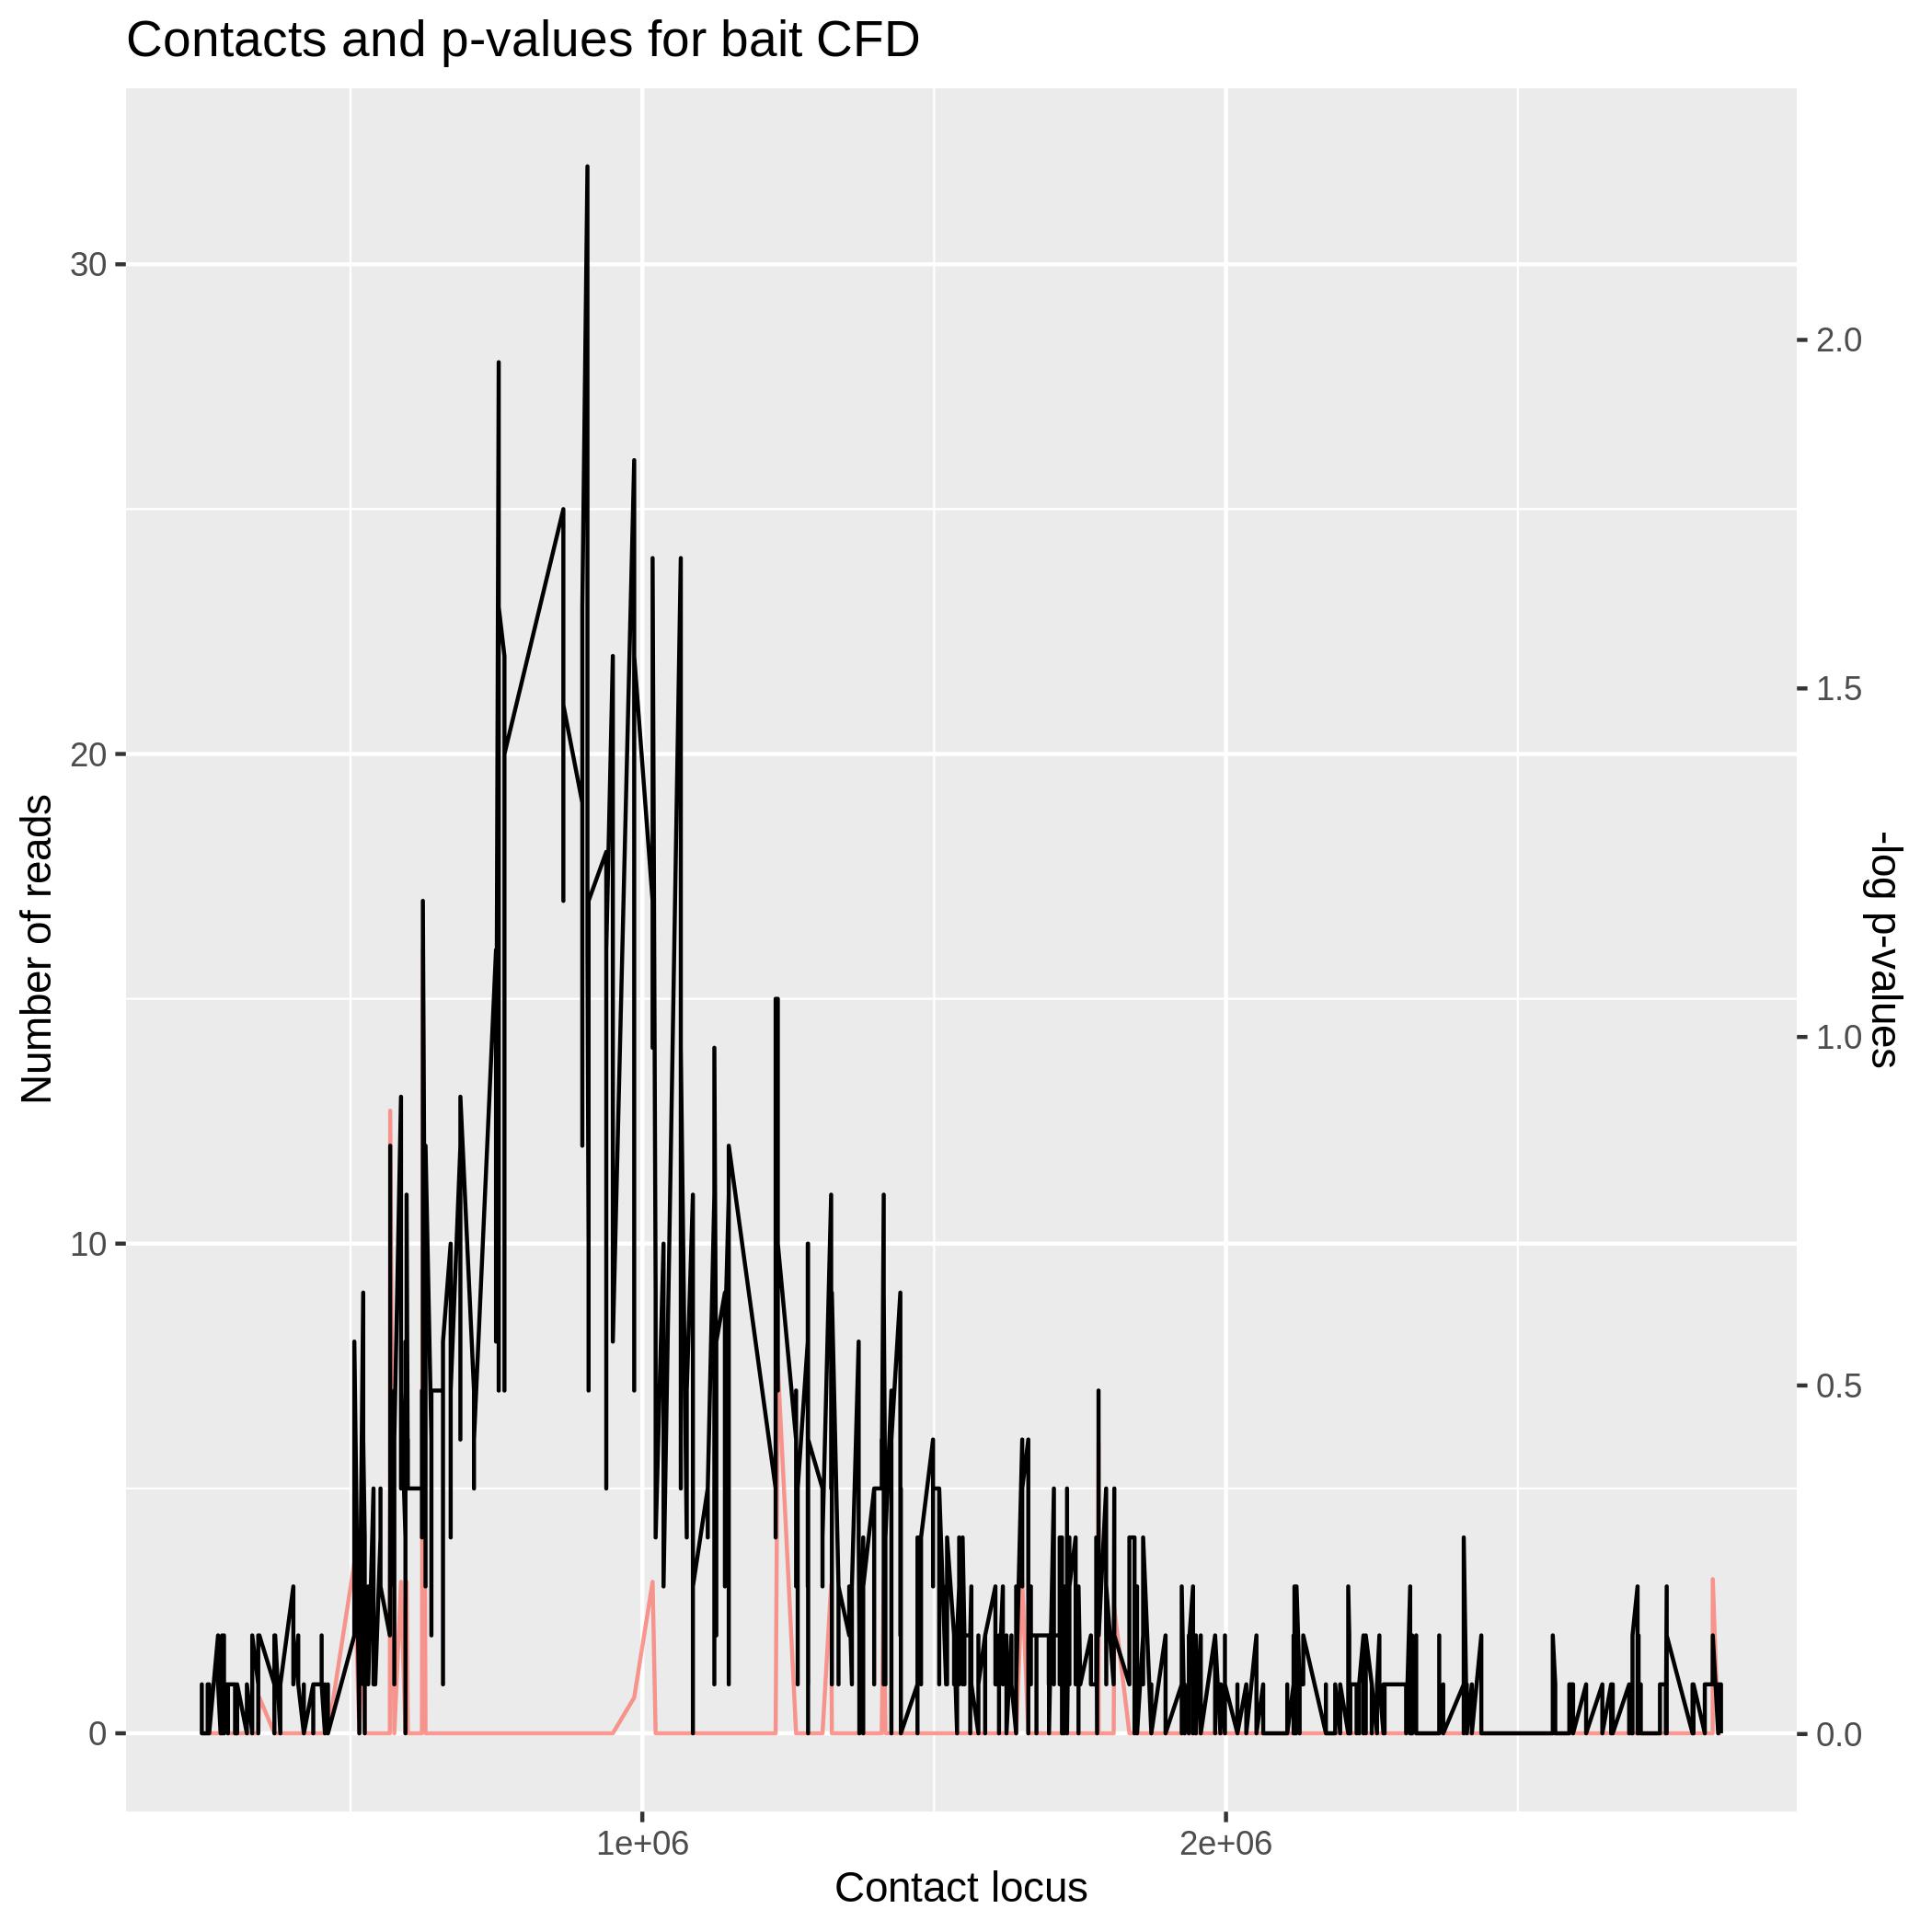 Contacts and p-values for bait CFD
30
20
10
0
Number of reads
2.0
1.5
1.0
0.5
0.0
-log p-values
1e+06
2e+06
Contact locus